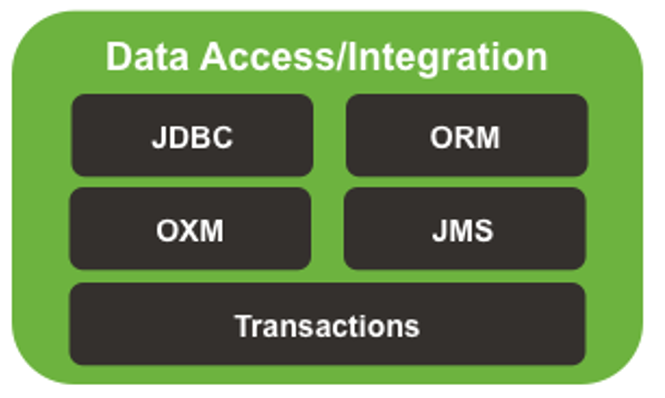 Data Access/Integration
JDBC
ORM
OXM
JMS
Transactions